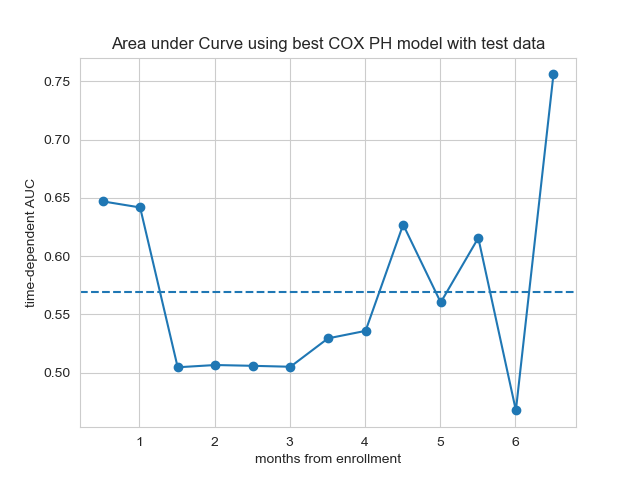 Area under Curve using best COX PH model with test data
time-dependent AUC
0.75
0.70
0.65
0.60
0.55
0.50
1 2 3 4 5 6
months from enrollment